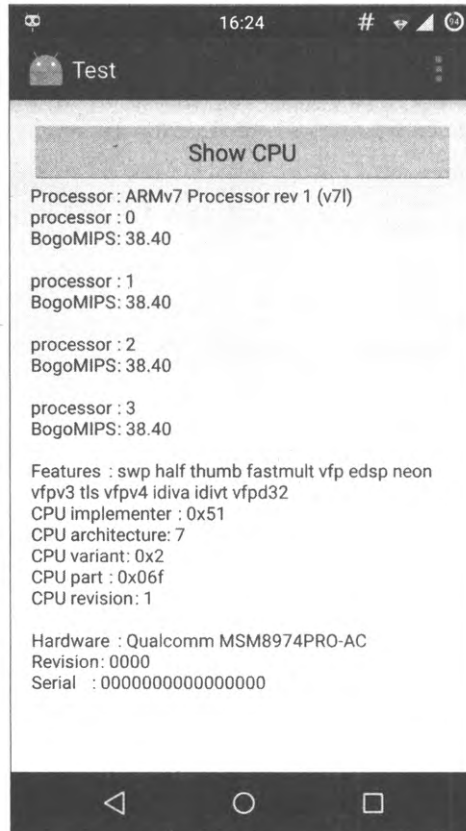 16:24
#
94
Test
Show CPU
Processor : ARMv7 Processor rev 1 (v7l)
processor : 0
BogoMIPS: 38.40
processor : 1
BogoMIPS: 38.40
processor : 2
BogoMIPS: 38.40
processor : 3
BogoMIPS: 38.40
Features : swp half thumb fastmult vfp edsp neon
vfpv3 tls vfpv4 idiva idivt vfpd32
CPU implementer : 0x51
CPU architecture: 7
CPU variant: 0x2
CPU part : 0x06f
CPU revision: 1
Hardware : Qualcomm MSM8974PRO-AC
Revision: 0000
Serial : 0000000000000000